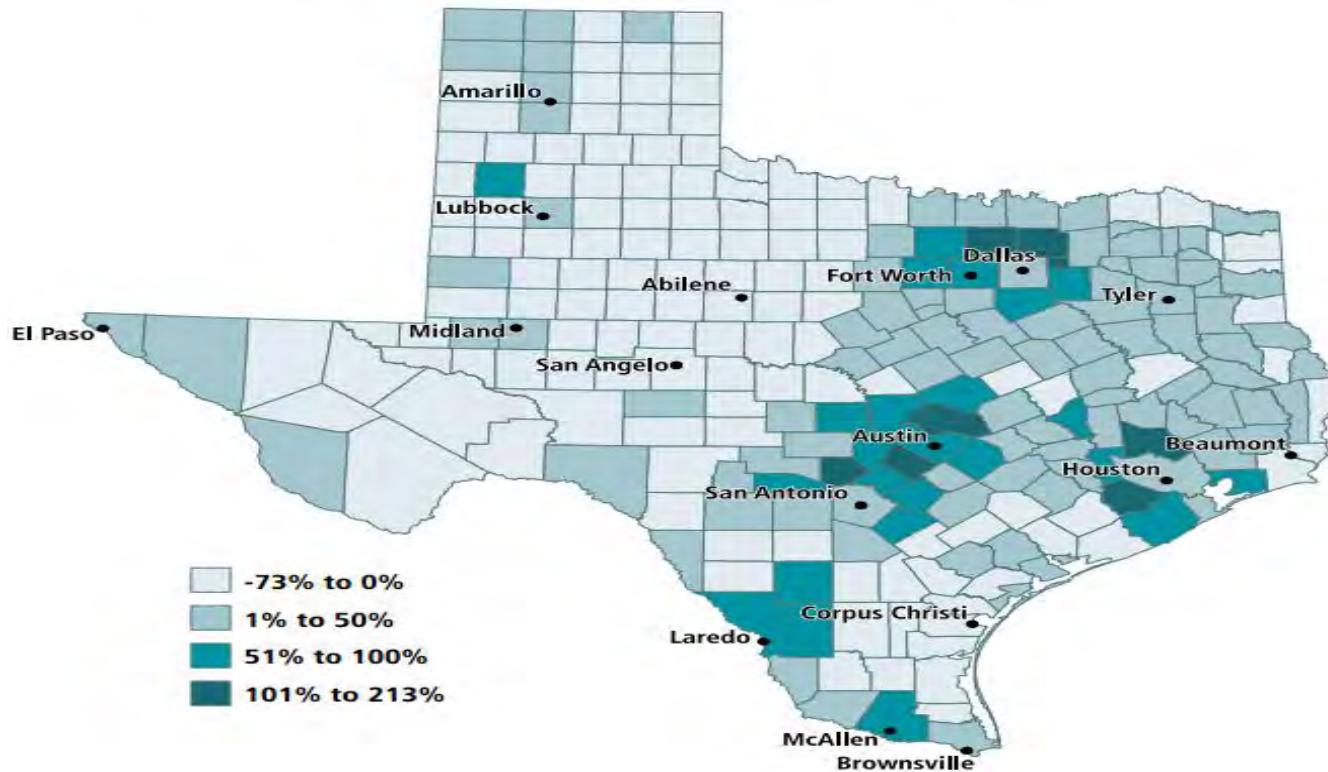 Amarillo
Lubbock
Dallas
Fort Worth
Abilene
Tyler
El Paso
Midland
San Angelo
Austin
Beaumont
Houston
San Antonio
-73% to 0%
1% to 50%
Corpus Christi
Laredo
51% to 100%
101% to 213%
McAllen
Brownsville